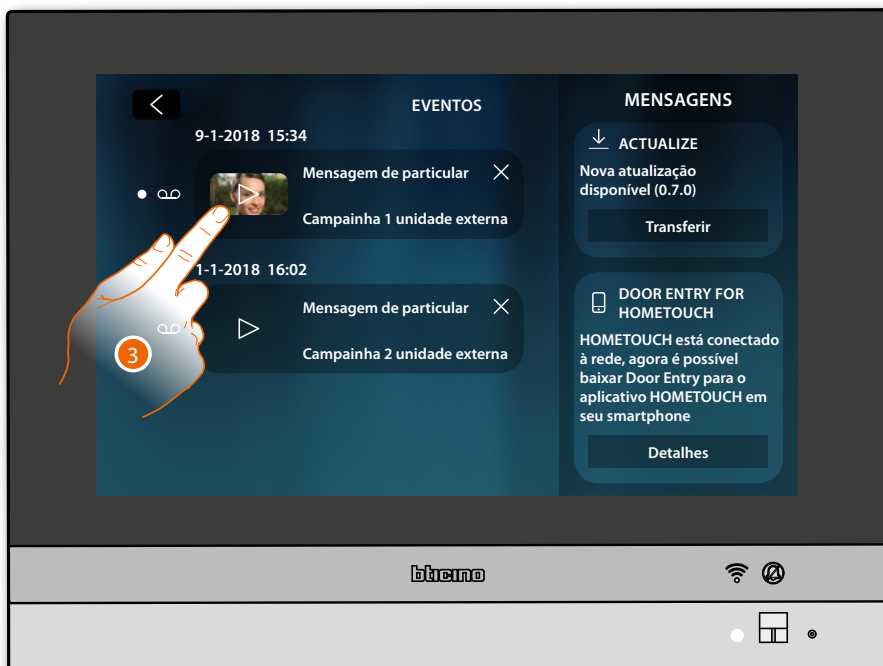 EVENTOS
9-1-2018 15:34
Mensagem de particular
Campainha 1 unidade externa
1-1-2018 16:02
Mensagem de particular
Campainha 2 unidade externa
3
MENSAGENS
ACTUALIZE
Nova atualização
disponível (0.7.0)
Transferir
DOOR ENTRY FOR
HOMETOUCH
HOMETOUCH está conectado
à rede, agora é possível
baixar Door Entry para o
aplicativo HOMETOUCH em
seu smartphone
Detalhes
bticino